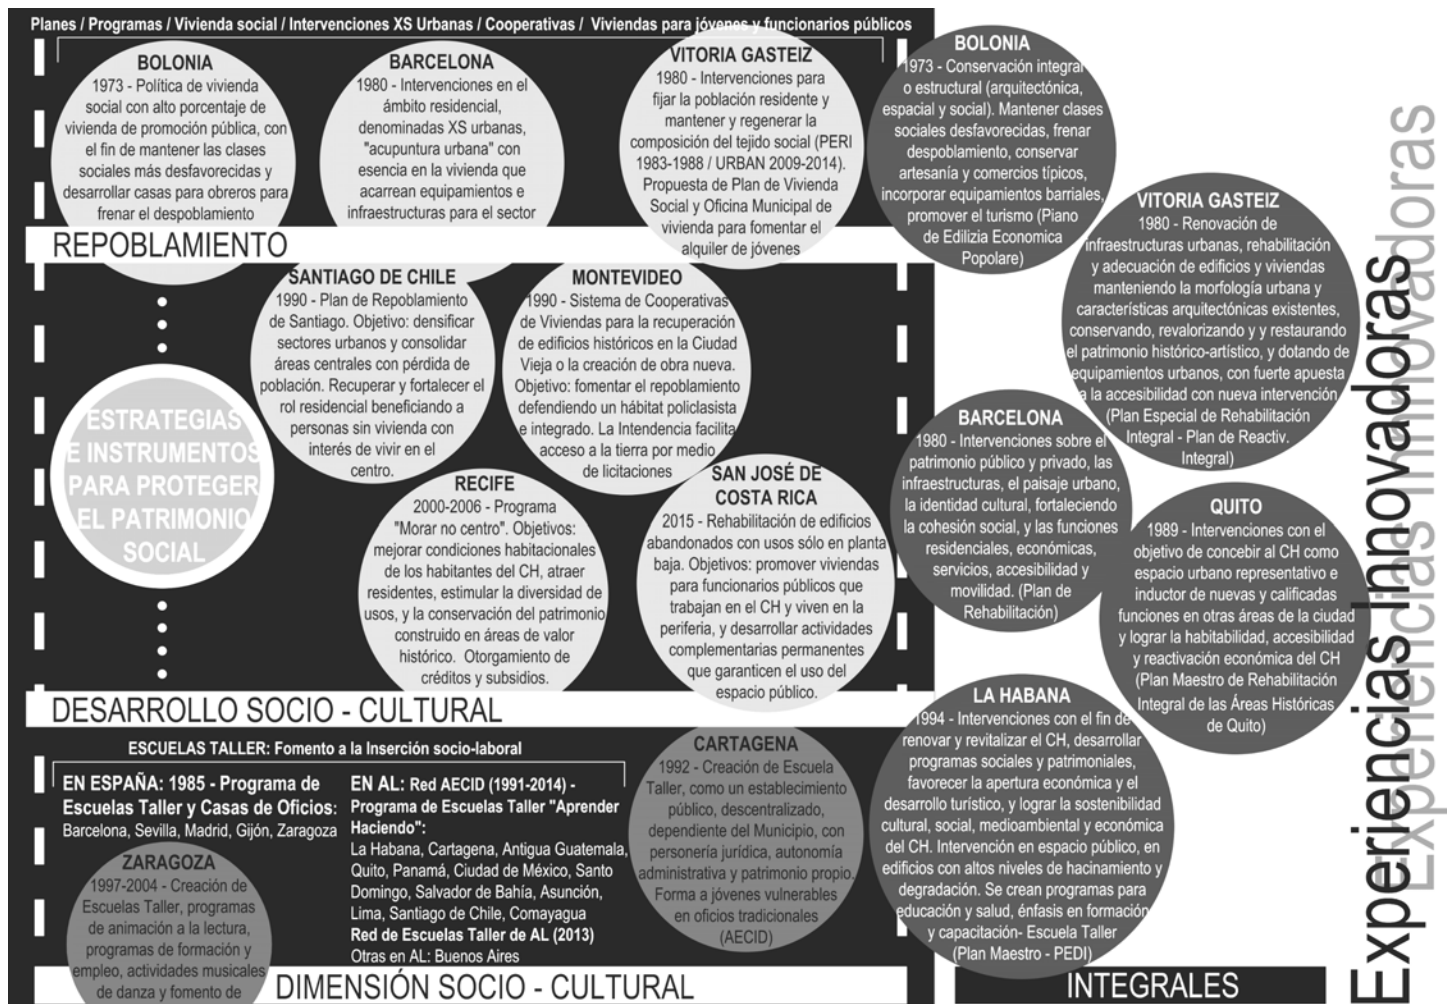 Planes / Programas / Vivienda social / Intervenciones XS Urbanas / Cooperativas / Viviendas para jóvenes y funcionarios públicos
BOLONIA
1973 - Política de vivienda
social con alto porcentaje de
vivienda de promoción pública, con
el fin de mantener las clases
sociales más desfavorecidas y
desarrollar casas para obreros para
frenar el despoblamiento
BARCELONA
1980 - Intervenciones en el
ámbito residencial,
denominadas XS urbanas,
"acupuntura urbana" con
esencia en la vivienda que
acarrean equipamientos e
infraestructuras para el sector
VITORIA GASTEIZ
1980 - Intervenciones para
fijar la población residente y
mantener y regenerar la
composición del tejido social (PERI
1983-1988 / URBAN 2009-2014).
Propuesta de Plan de Vivienda
Social y Oficina Municipal de
vivienda para fomentar el
alquiler de jóvenes
REPOBLAMIENTO
SANTIAGO DE CHILE
1990 - Plan de Repoblamiento
de Santiago. Objetivo: densificar
sectores urbanos y consolidar
áreas centrales con pérdida de
población. Recuperar y fortalecer el
rol residencial beneficiando a
personas sin vivienda con
interés de vivir en el
centro.
MONTEVIDEO
1990 - Sistema de Cooperativas
de Viviendas para la recuperación
de edificios históricos en la Ciudad
Vieja o la creación de obra nueva.
Objetivo: fomentar el repoblamiento
defendiendo un hábitat policlasista
e integrado. La Intendencia facilita
acceso a la tierra por medio
de licitaciones
ESTRATEGIAS
E INSTRUMENTOS
PARA PROTEGER
EL PATRIMONIO
SOCIAL
RECIFE
2000-2006 - Programa
"Morar no centro". Objetivos:
mejorar condiciones habitacionales
de los habitantes del CH, atraer
residentes, estimular la diversidad de
usos, y la conservación del patrimonio
construido en áreas de valor
histórico. Otorgamiento de
créditos y subsidios.
SAN JOSÉ DE
COSTA RICA
2015 - Rehabilitación de edificios
abandonados con usos sólo en planta
baja. Objetivos: promover viviendas
para funcionarios públicos que
trabajan en el CH y viven en la
periferia, y desarrollar actividades
complementarias permanentes
que garanticen el uso del
espacio público.
DESARROLLO SOCIO - CULTURAL
ESCUELAS TALLER: Fomento a la Inserción socio-laboral
EN ESPAÑA: 1985 - Programa de
Escuelas Taller y Casas de Oficios:
Barcelona, Sevilla, Madrid, Gijón, Zaragoza
ZARAGOZA
1997-2004 - Creación de
Escuelas Taller, programas
de animación a la lectura,
programas de formación y
empleo, actividades musicales
de danza y fomento de
EN AL: Red AECID (1991-2014) -
Programa de Escuelas Taller "Aprender
Haciendo":
La Habana, Cartagena, Antigua Guatemala,
Quito, Panamá, Ciudad de México, Santo
Domingo, Salvador de Bahía, Asunción,
Lima, Santiago de Chile, Comayagua
Red de Escuelas Taller de AL (2013)
Otras en AL: Buenos Aires
CARTAGENA
1992 - Creación de Escuela
Taller, como un establecimiento
público, descentralizado,
dependiente del Municipio, con
personería jurídica, autonomía
administrativa y patrimonio propio.
Forma a jóvenes vulnerables
en oficios tradicionales
(AECID)
DIMENSIÓN SOCIO - CULTURAL
BOLONIA
1973 - Conservación integral
o estructural (arquitectónica,
espacial y social). Mantener clases
sociales desfavorecidas, frenar
despoblamiento, conservar
artesanía y comercios típicos,
incorporar equipamientos barriales,
promover el turismo (Piano
de Edilizia Economica
Popolare)
VITORIA GASTEIZ
1980 - Renovación de
infraestructuras urbanas, rehabilitación
y adecuación de edificios y viviendas
manteniendo la morfología urbana y
características arquitectónicas existentes,
conservando, revalorizando y y restaurando
el patrimonio histórico-artístico, y dotando de
equipamientos urbanos, con fuerte apuesta
a la accesibilidad con nueva intervención
(Plan Especial de Rehabilitación
Integral - Plan de Reactiv.
Integral)
BARCELONA
1980 - Intervenciones sobre el
patrimonio público y privado, las
infraestructuras, el paisaje urbano,
la identidad cultural, fortaleciendo
la cohesión social, y las funciones
residenciales, económicas,
servicios, accesibilidad y
movilidad. (Plan de
Rehabilitación)
QUITO
1989 - Intervenciones con el
objetivo de concebir al CH como
espacio urbano representativo e
inductor de nuevas y calificadas
funciones en otras áreas de la ciudad
y lograr la habitabilidad, accesibilidad
y reactivación económica del CH
(Plan Maestro de Rehabilitación
Integral de las Áreas Históricas
de Quito)
LA HABANA
1994 - Intervenciones con el fin de
renovar y revitalizar el CH, desarrollar
programas sociales y patrimoniales,
favorecer la apertura económica y el
desarrollo turístico, y lograr la sostenibilidad
cultural, social, medioambiental y económica
del CH. Intervención en espacio público, en
edificios con altos niveles de hacinamiento y
degradación. Se crean programas para
educación y salud, énfasis en formación
y capacitación- Escuela Taller
(Plan Maestro - PEDI)
INTEGRALES
Experiencias Innovadoras
Experiencias Innovadoras